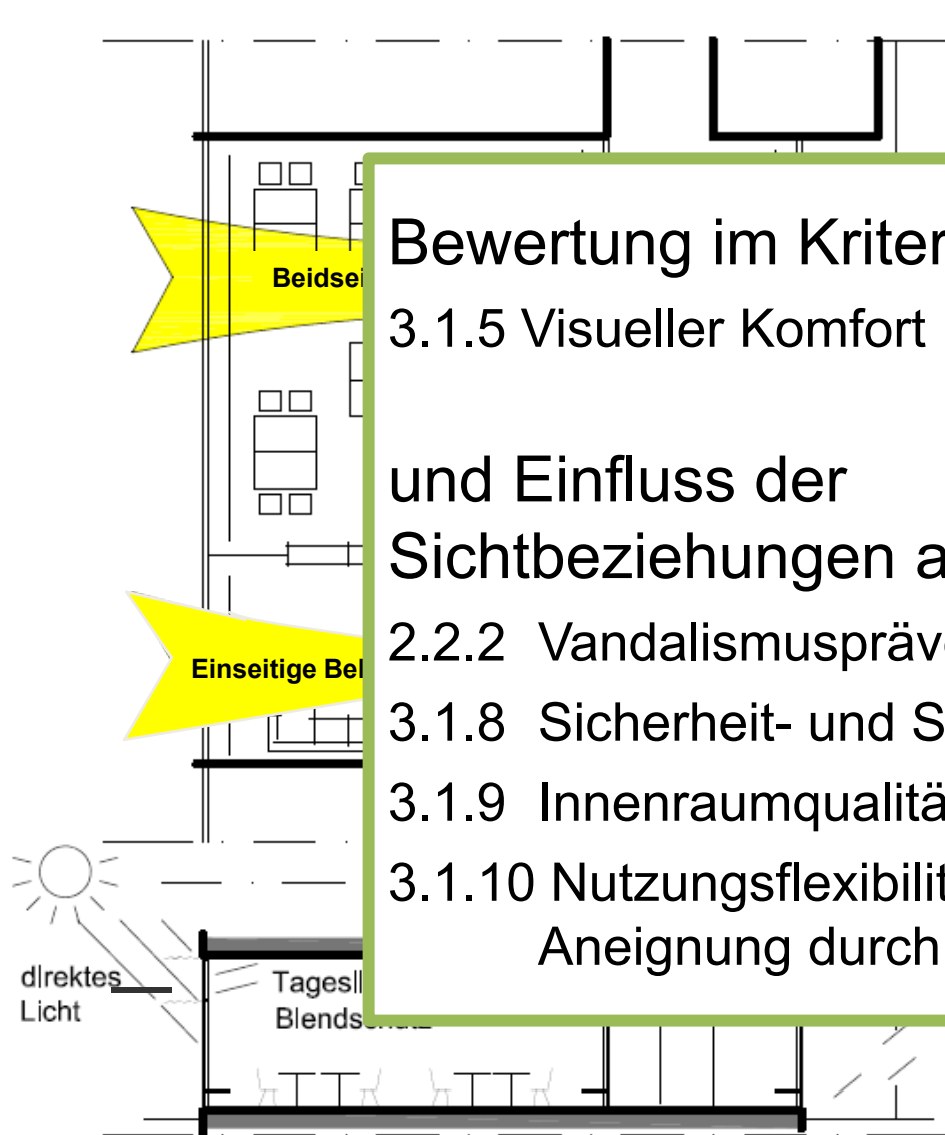 Beidsei
Bewertung im Kriter
3.1.5 Visueller Komfort
und Einfluss der
Sichtbeziehungen a
Einseitige Bel
2.2.2 Vandalismuspräv
3.1.8 Sicherheit- und S
3.1.9 Innenraumqualitä
3.1.10 Nutzungsflexibilit
Aneignung durch
direktes
Licht
Tagesl
Blends